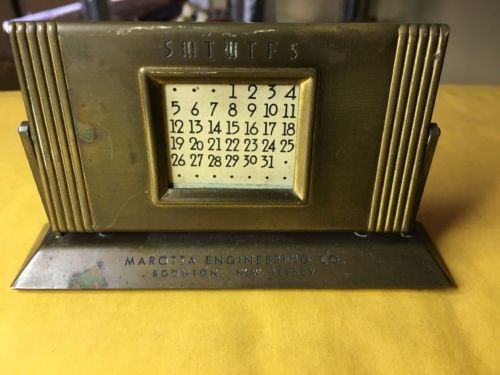 S M T W T F S
· · · 1 2 3 4
5 6 7 8 9 10 11
12 13 14 15 16 17 18
19 20 21 22 23 24 25
26 27 28 29 30 31 ·
· · · · · · ·
MAROTTA ENGINEERING CO.
BOONTON, NEW JERSEY